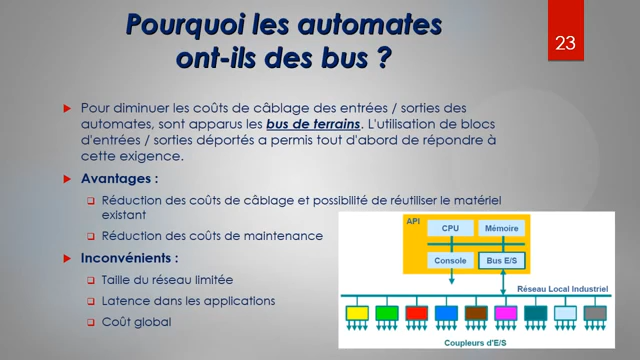 Pourquoi les automates
ont-ils des bus ?
23
Pour diminuer les coûts de câblage des entrées / sorties des
automates, sont apparus les bus de terrains. L'utilisation de blocs
d'entrées / sorties déportés a permis tout d'abord de répondre à
cette exigence.
Avantages :
Réduction des coûts de câblage et possibilité de réutiliser le matériel
existant
Réduction des coûts de maintenance
Inconvénients :
Taille du réseau limitée
Latence dans les applications
Coût global
API
CPU
Mémoire
Console
Bus E/S
Réseau Local Industriel
Coupleurs d'E/S